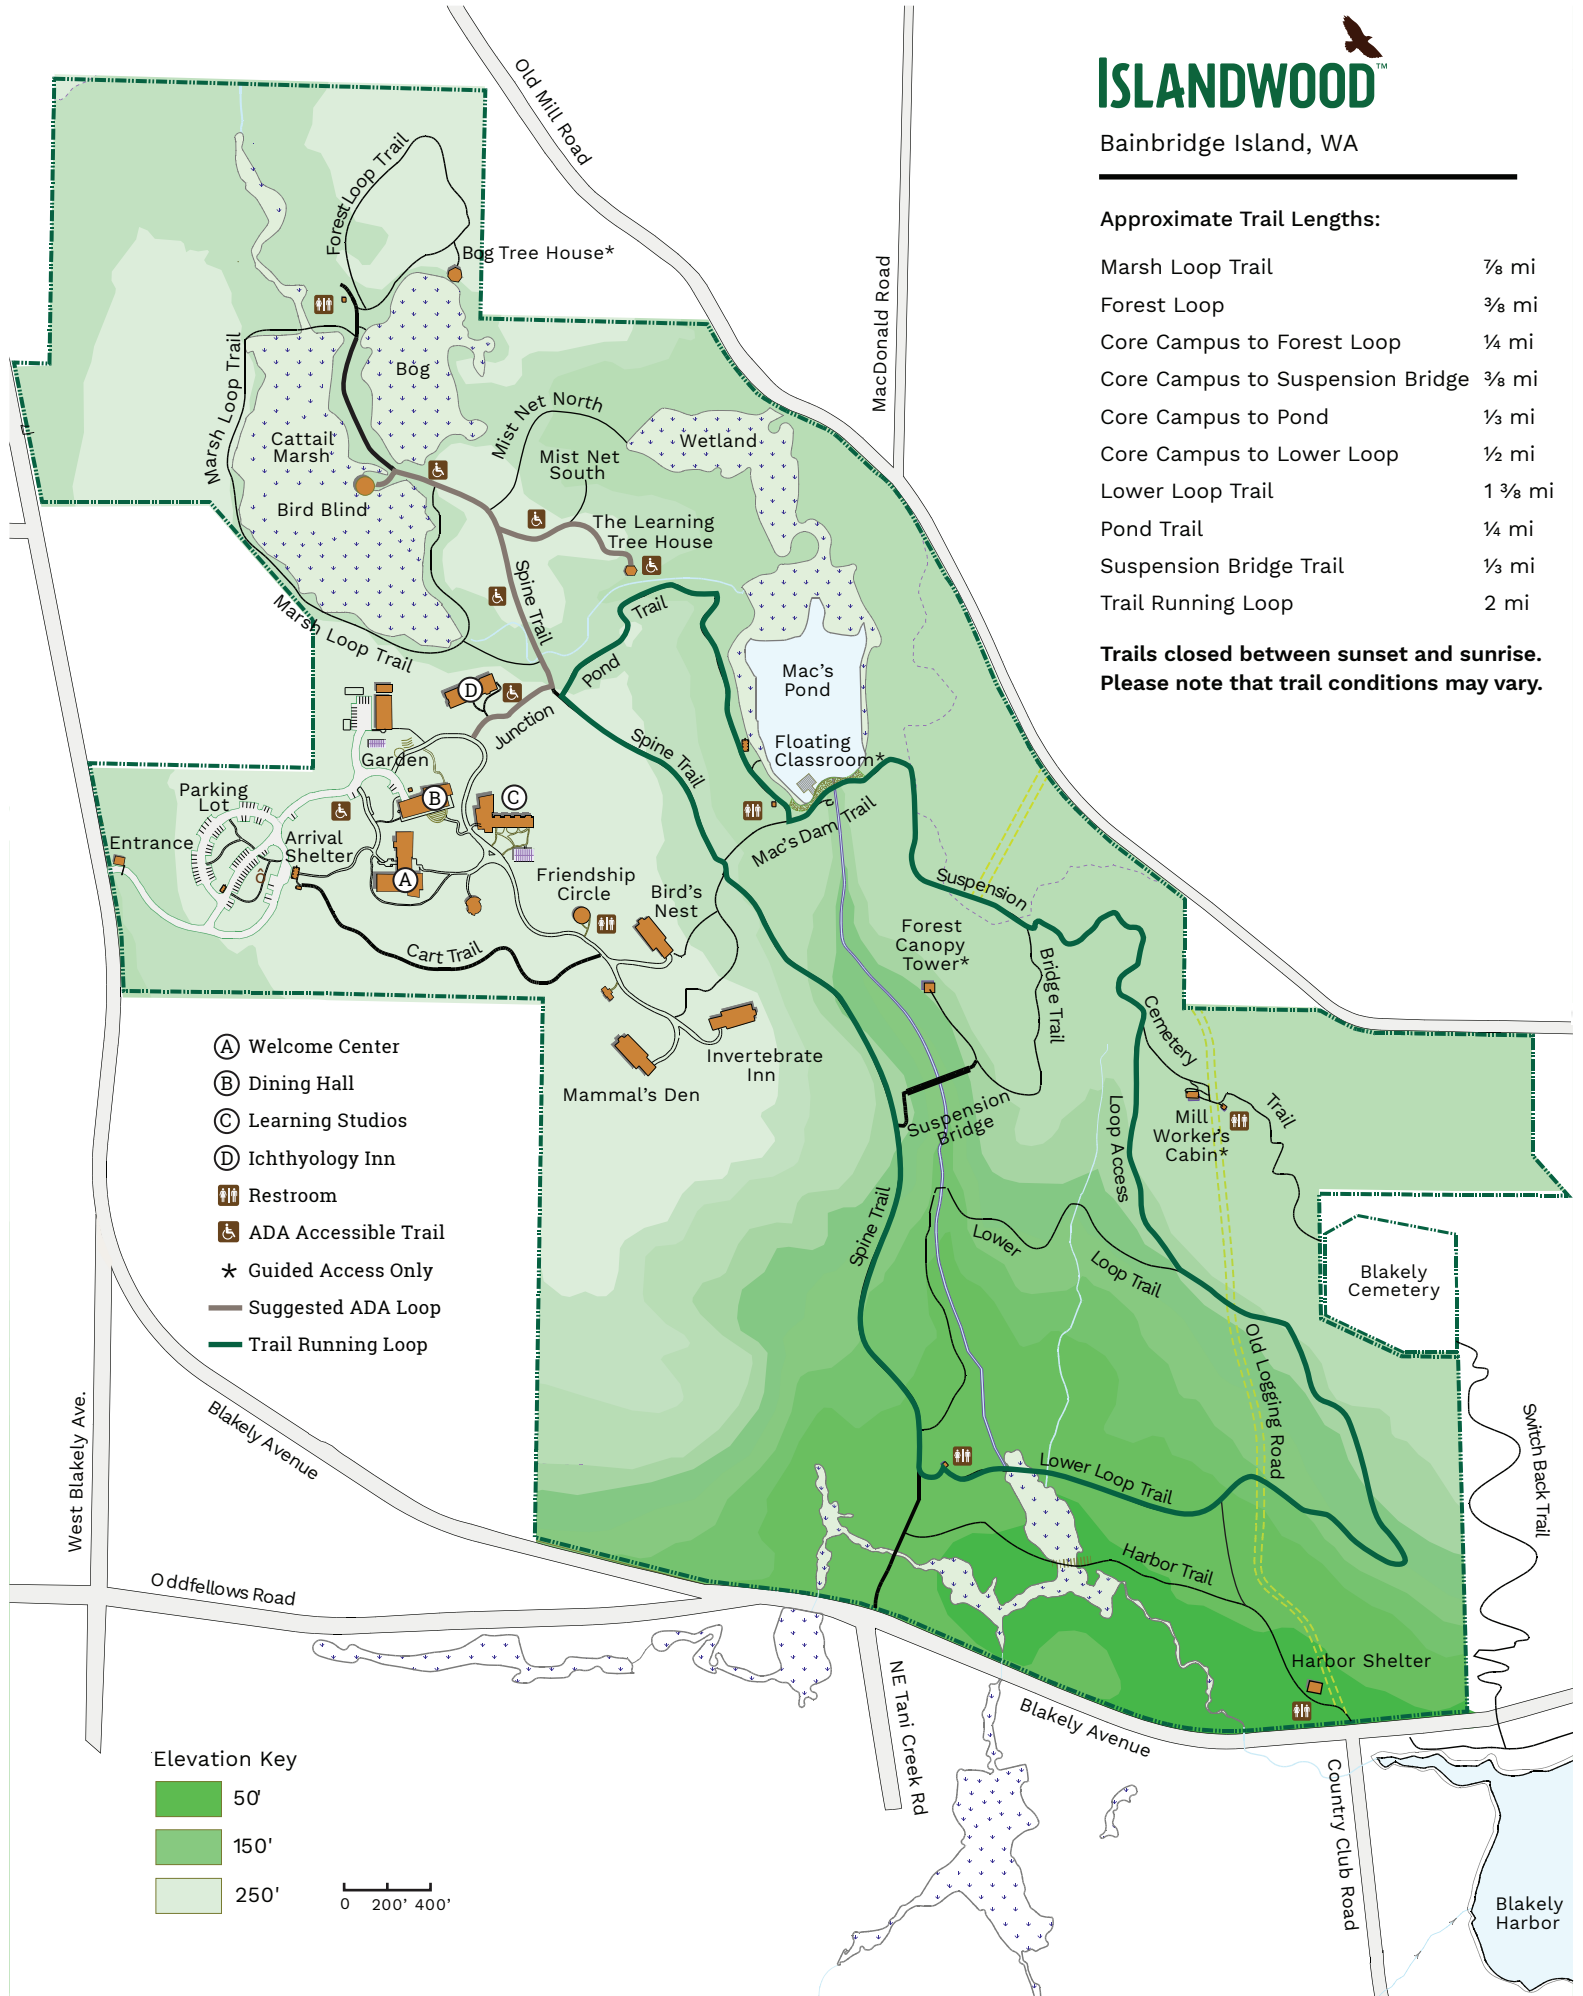 ISLANDWOOD™
Bainbridge Island, WA
Approximate Trail Lengths:
Marsh Loop Trail ⅞ mi
Forest Loop ⅜ mi
Core Campus to Forest Loop ¼ mi
Core Campus to Suspension Bridge ⅜ mi
Core Campus to Pond ⅓ mi
Core Campus to Lower Loop ½ mi
Lower Loop Trail 1 ⅜ mi
Pond Trail ¼ mi
Suspension Bridge Trail ⅓ mi
Trail Running Loop 2 mi
Trails closed between sunset and sunrise.
Please note that trail conditions may vary.
Old Mill Road
MacDonald Road
Forest Loop Trail
Bog Tree House*
Bog
Marsh Loop Trail
Cattail
Marsh
Bird Blind
Mist Net North
Mist Net
South
Wetland
The Learning
Tree House
Spine Trail
Marsh Loop Trail
Pond
Trail
Mac's
Pond
Floating
Classroom*
D
Junction
Spine Trail
Garden
Parking
Lot
B
C
Entrance
Arrival
Shelter
A
Mac's Dam Trail
Friendship
Circle
Bird's
Nest
Cart Trail
Suspension
Forest
Canopy
Tower*
Bridge Trail
Cemetery
Trail
Invertebrate
Inn
Mammal's Den
Suspension
Bridge
Loop Access
Mill
Worker's
Cabin*
A Welcome Center
B Dining Hall
C Learning Studios
D Ichthyology Inn
Restroom
ADA Accessible Trail
* Guided Access Only
Suggested ADA Loop
Trail Running Loop
Spine Trail
Lower
Loop Trail
Blakely
Cemetery
Old Logging Road
Switch Back Trail
West Blakely Ave.
Blakely Avenue
Lower Loop Trail
Harbor Trail
Oddfellows Road
Harbor Shelter
NE Tani Creek Rd
Blakely Avenue
Country Club Road
Blakely
Harbor
Elevation Key
50'
150'
250'
0 200' 400'